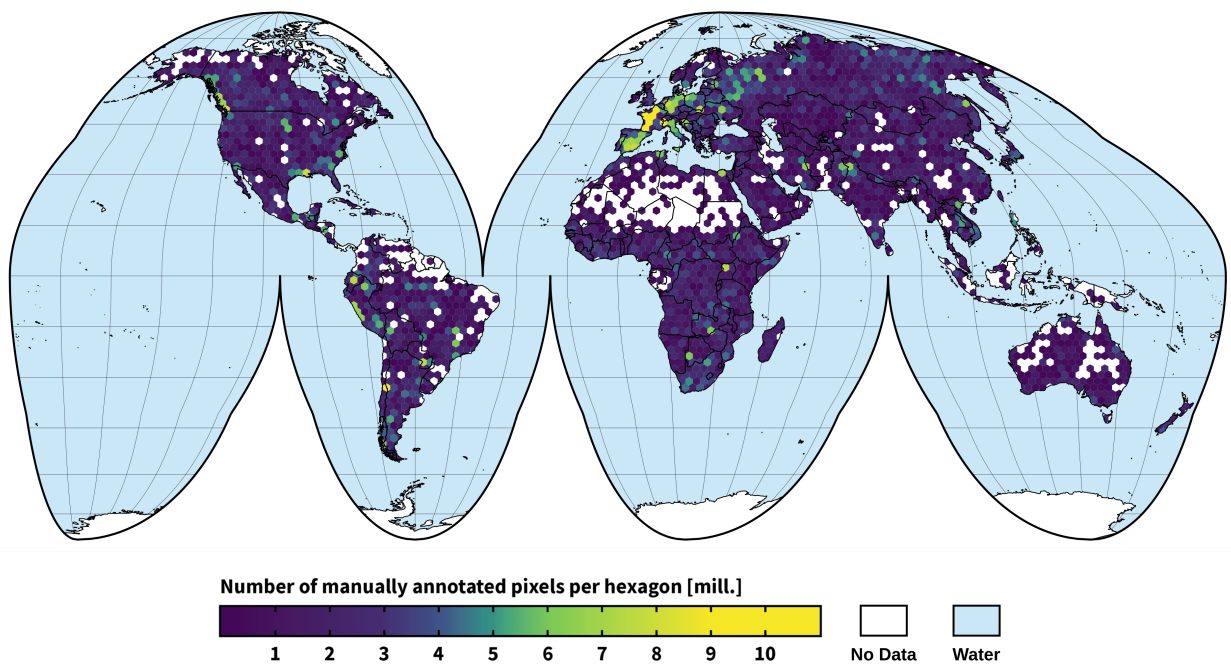 Number of manually annotated pixels per hexagon [mill.]
1 2 3 4 5 6 7 8 9 10
No Data
Water